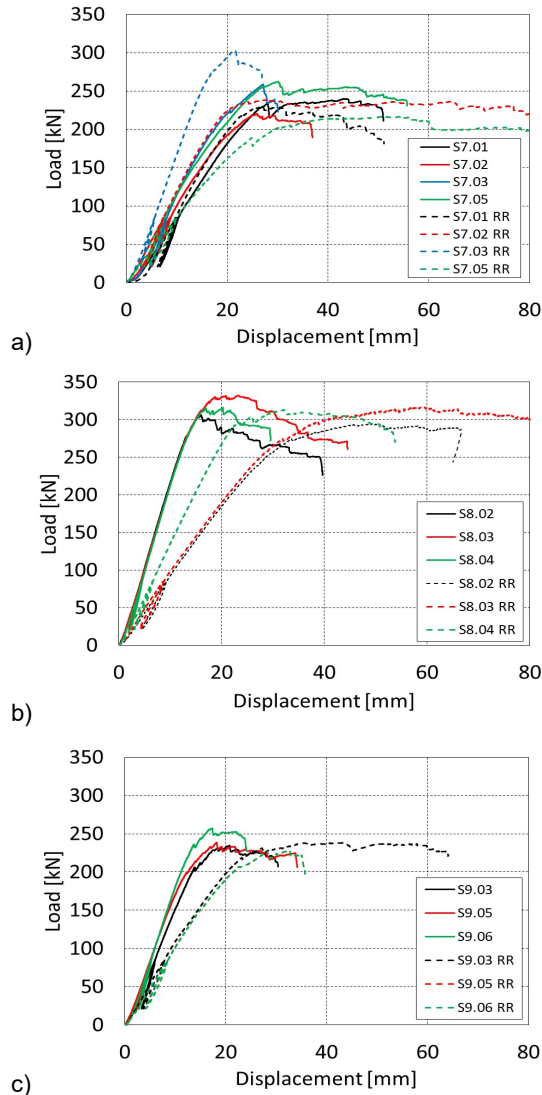 350
300
250
200
150
100
50
0
Load [kN]
S7.01
S7.02
S7.03
S7.05
S7.01 RR
S7.02 RR
S7.03 RR
S7.05 RR
0 20 40 60 80
Displacement [mm]
a)
350
300
250
200
150
100
50
0
Load [kN]
S8.02
S8.03
S8.04
S8.02 RR
S8.03 RR
S8.04 RR
0 20 40 60 80
Displacement [mm]
b)
350
300
250
200
150
100
50
0
Load [kN]
S9.03
S9.05
S9.06
S9.03 RR
S9.05 RR
S9.06 RR
0 20 40 60 80
Displacement [mm]
c)